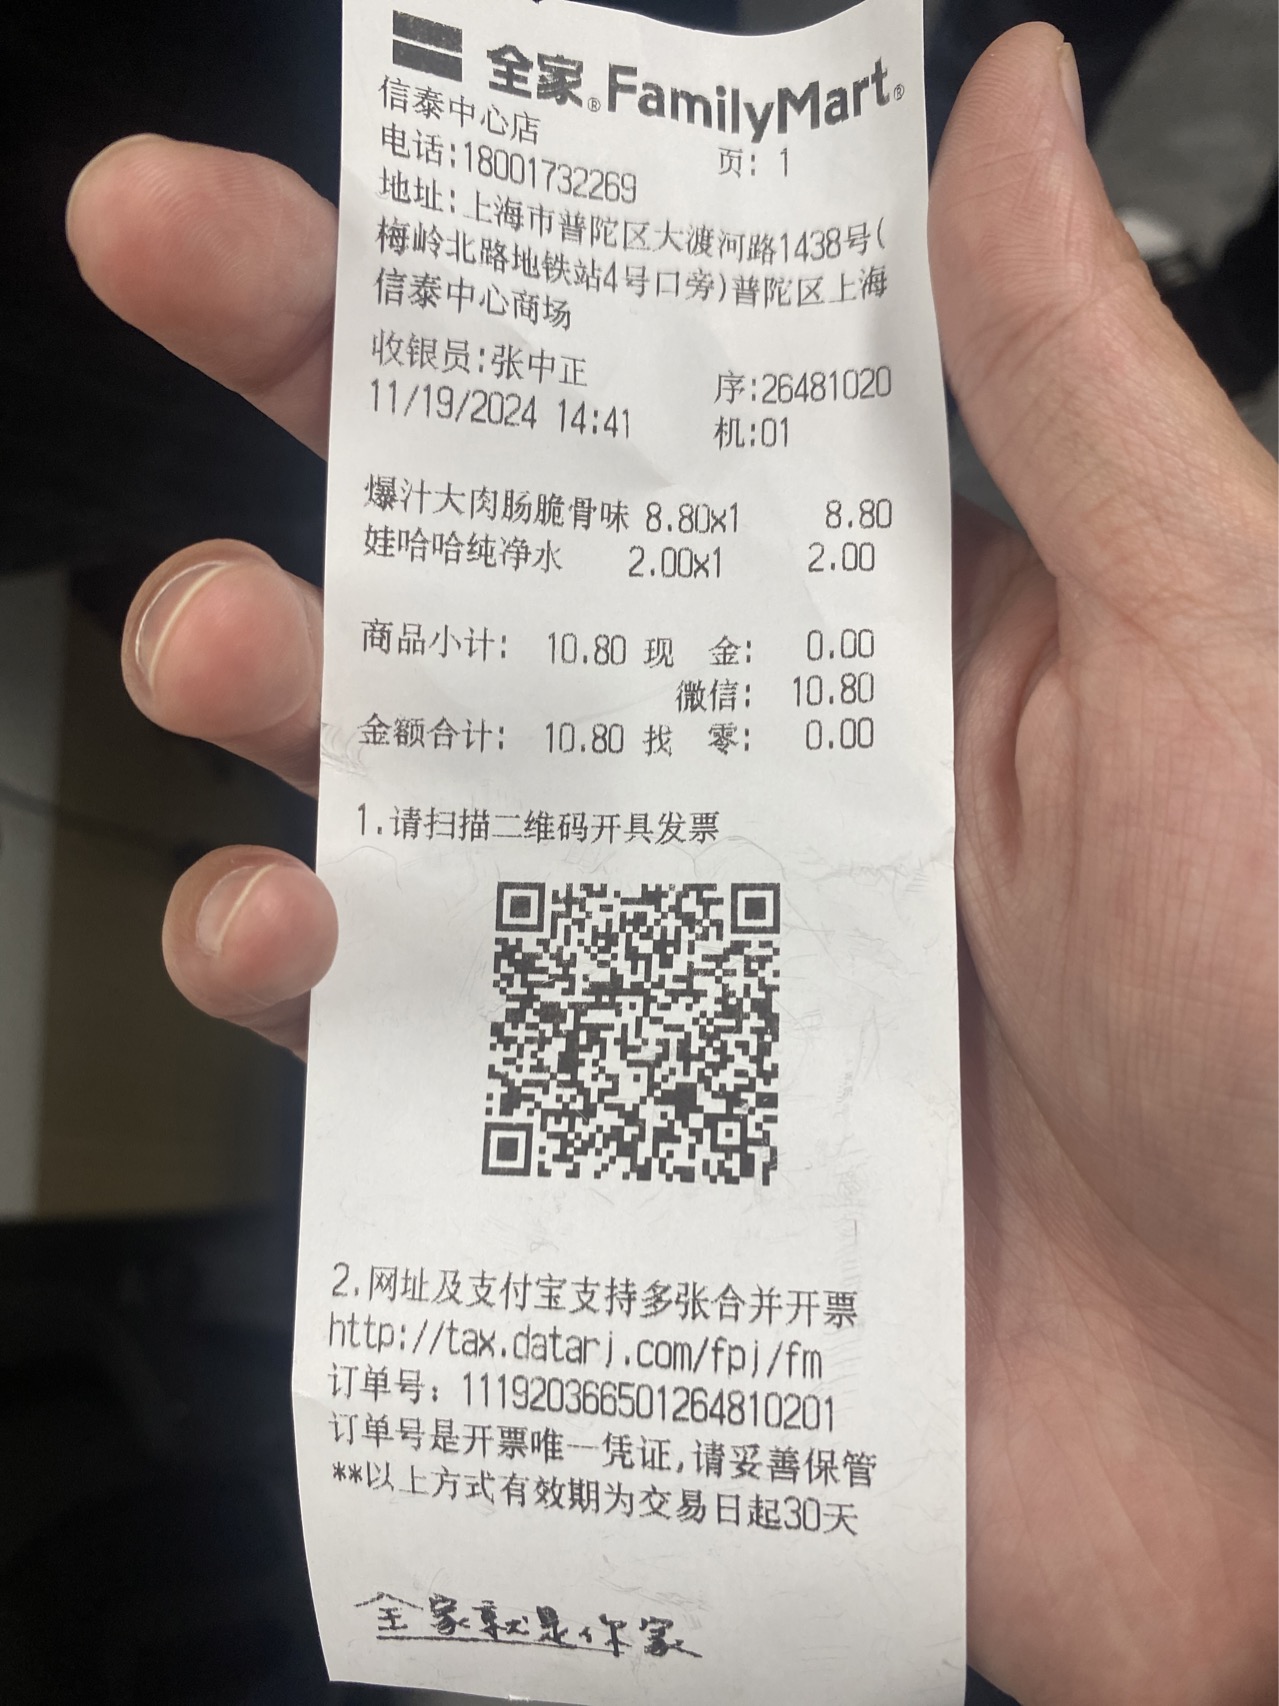 全家®FamilyMart®
信泰中心店
电话:18001732269 页: 1
地址:上海市普陀区大渡河路1438号(
梅岭北路地铁站4号口旁)普陀区上海
信泰中心商场
收银员:张中正 序:26481020
11/19/2024 14:41 机:01
爆汁大肉肠脆骨味 8.80x1 8.80
娃哈哈纯净水 2.00x1 2.00
商品小计: 10.80 现 金: 0.00
微信: 10.80
金额合计: 10.80 找 零: 0.00
1.请扫描二维码开具发票
2.网址及支付宝支持多张合并开票
http://tax.datarj.com/fpj/fm
订单号: 111920366501264810201
订单号是开票唯一凭证,请妥善保管
**以上方式有效期为交易日起30天
全家就是你家